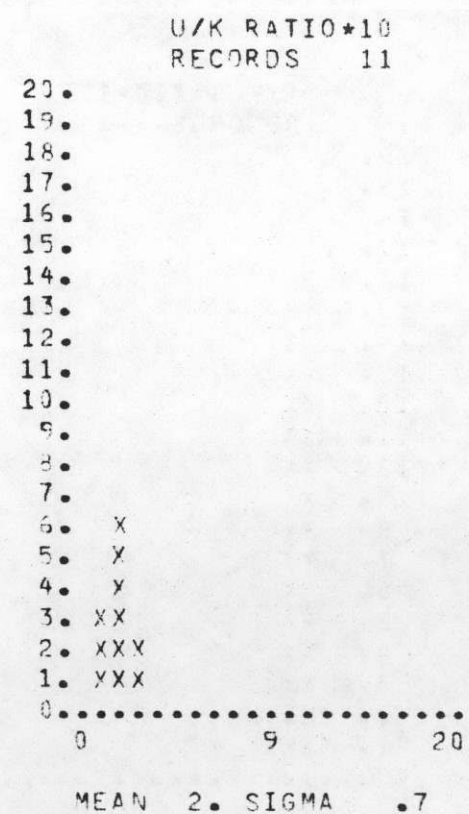 U/K RATIO*10
RECORDS 11
20.
19.
18.
17.
16.
15.
14.
13.
12.
11.
10.
9.
8.
7.
6. X
5. X
4. X
3. XX
2. XXX
1. XXX
0......................
0 9 20
MEAN 2. SIGMA .7